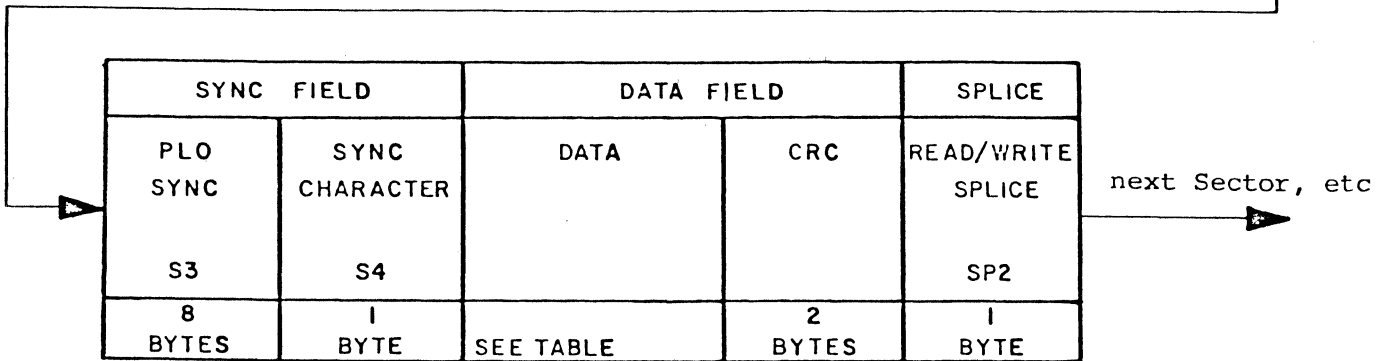 SYNC FIELD
DATA FIELD
SPLICE
PLO
SYNC
S3
SYNC
CHARACTER
S4
DATA
CRC
READ/WRITE
SPLICE
SP2
8
BYTES
1
BYTE
SEE TABLE
2
BYTES
1
BYTE
next Sector, etc